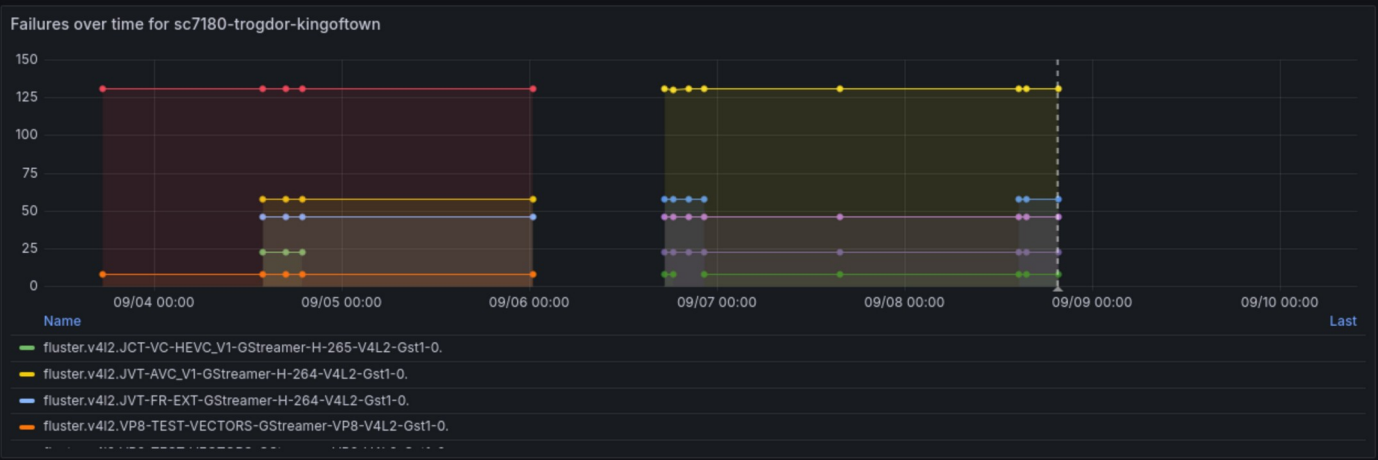 Failures over time for sc7180-trogdor-kingoftown
150
125
100
75
50
25
0
09/04 00:00 09/05 00:00 09/06 00:00 09/07 00:00 09/08 00:00 09/09 00:00 09/10 00:00
Name Last
fluster.v4l2.JCT-VC-HEVC_V1-GStreamer-H-265-V4L2-Gst1-0.
fluster.v4l2.JVT-AVC_V1-GStreamer-H-264-V4L2-Gst1-0.
fluster.v4l2.JVT-FR-EXT-GStreamer-H-264-V4L2-Gst1-0.
fluster.v4l2.VP8-TEST-VECTORS-GStreamer-VP8-V4L2-Gst1-0.